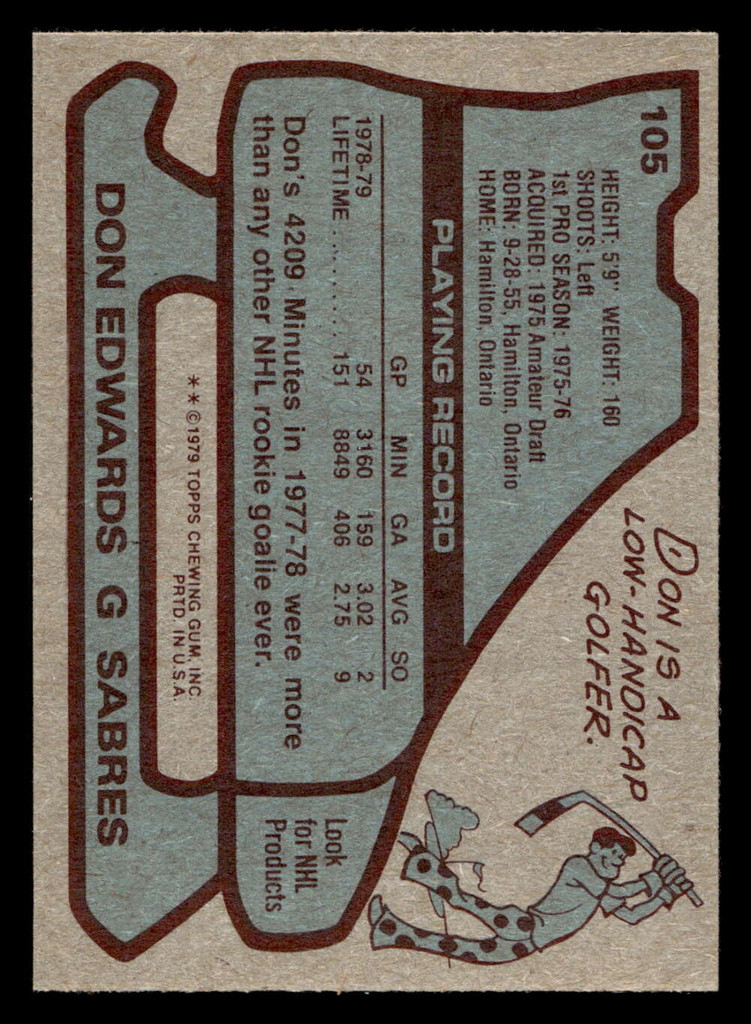 105
HEIGHT: 5'9" WEIGHT: 160
SHOOTS: Left
1st PRO SEASON: 1975-76
ACQUIRED: 1975 Amateur Draft
BORN: 9-28-55, Hamilton, Ontario
HOME: Hamilton, Ontario
DON IS A
LOW-HANDICAP
GOLFER.
PLAYING RECORD
GP MIN GA AVG SO
1978-79 54 3160 159 3.02 2
LIFETIME.......... 151 8849 406 2.75 9
Don's 4209 Minutes in 1977-78 were more
than any other NHL rookie goalie ever.
Look
for NHL
Products
**©1979 TOPPS CHEWING GUM, INC.
PRTD. IN U.S.A.
DON EDWARDS G SABRES